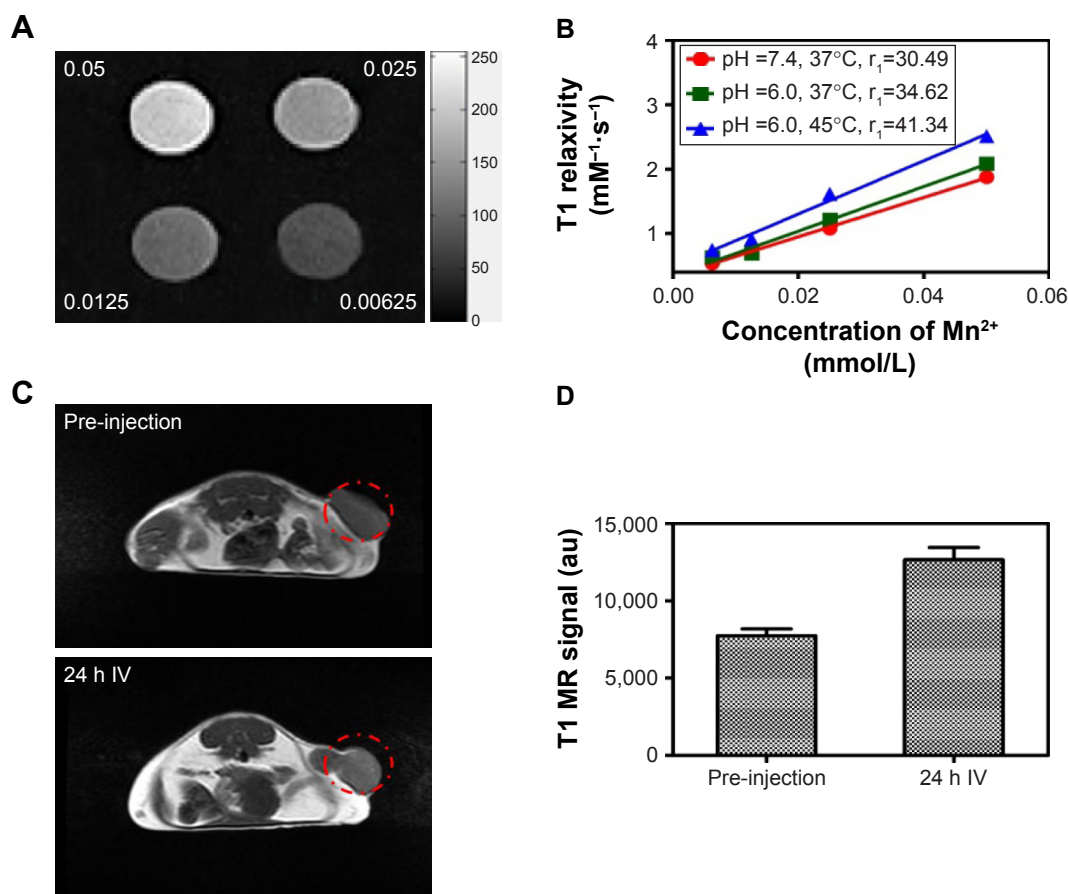 A
0.05
0.025
0.0125
0.00625
250
200
150
100
50
0
B
4
3
2
1
pH =7.4, 37°C, r₁=30.49
pH =6.0, 37°C, r₁=34.62
pH =6.0, 45°C, r₁=41.34
T1 relaxivity
(mM⁻¹·s⁻¹)
0.00
0.02
0.04
0.06
Concentration of Mn²⁺
(mmol/L)
C
Pre-injection
24 h IV
D
T1 MR signal (au)
15,000
10,000
5,000
0
Pre-injection
24 h IV